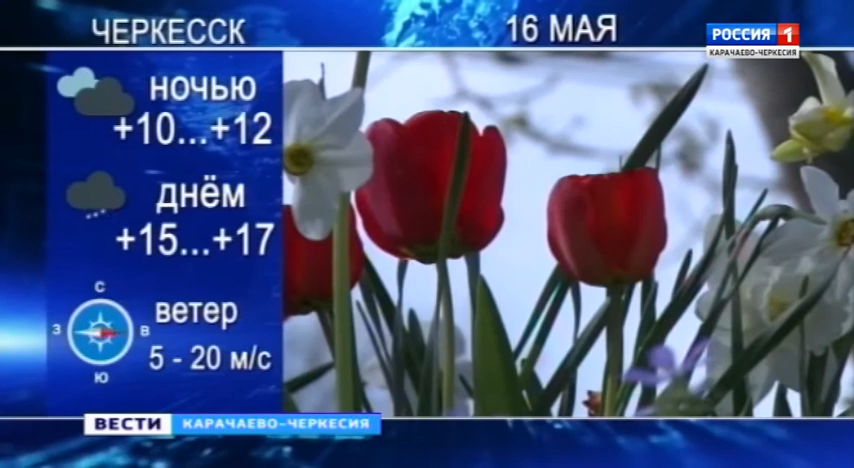 ЧЕРКЕССК
16 МАЯ
РОССИЯ 1
КАРАЧАЕВО-ЧЕРКЕСИЯ
ночью
+10...+12
днём
+15...+17
С
З В
Ю
ветер
5 - 20 м/с
ВЕСТИ КАРАЧАЕВО-ЧЕРКЕСИЯ